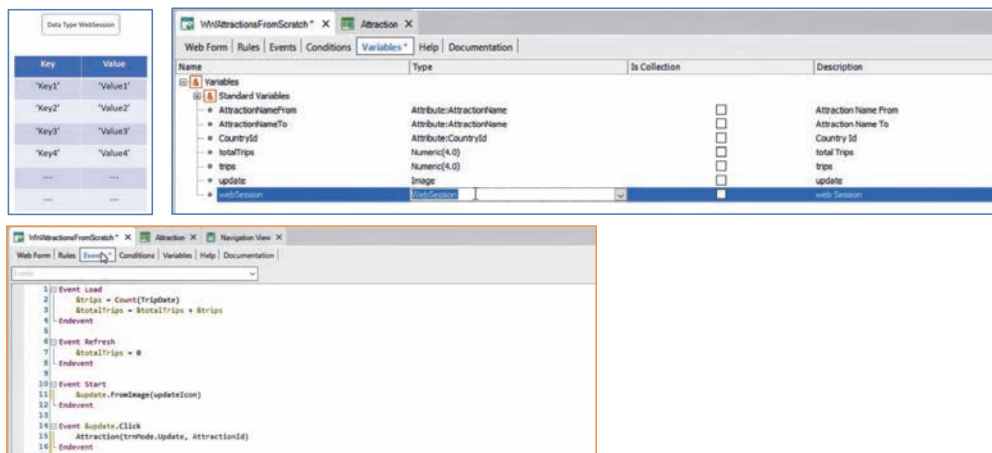 Data Type WebSession
Key Value
'Key1' 'Value1'
'Key2' 'Value2'
'Key3' 'Value3'
'Key4' 'Value4'
... ...
... ...
WWAttractionsFromScratch * X Attraction X
Web Form Rules Events Conditions Variables * Help Documentation
Name Type Is Collection Description
& Variables
& Standard Variables
AttractionNameFrom Attribute:AttractionName Attraction Name From
AttractionNameTo Attribute:AttractionName Attraction Name To
CountryId Attribute:CountryId Country Id
totalTrips Numeric(4.0) total Trips
trips Numeric(4.0) trips
update Image update
webSession WebSession web Session
WWAttractionsFromScratch * X Attraction X Navigation View X
Web Form Rules Events * Conditions Variables Help Documentation
Events
1 Event Load
2 &trips = Count(TripDate)
3 &totalTrips = &totalTrips + &trips
4 Endevent
5
6 Event Refresh
7 &totalTrips = 0
8 Endevent
9
10 Event Start
11 &update.FromImage(updateIcon)
12 Endevent
13
14 Event &update.Click
15 Attraction(trnMode.Update, AttractionId)
16 Endevent